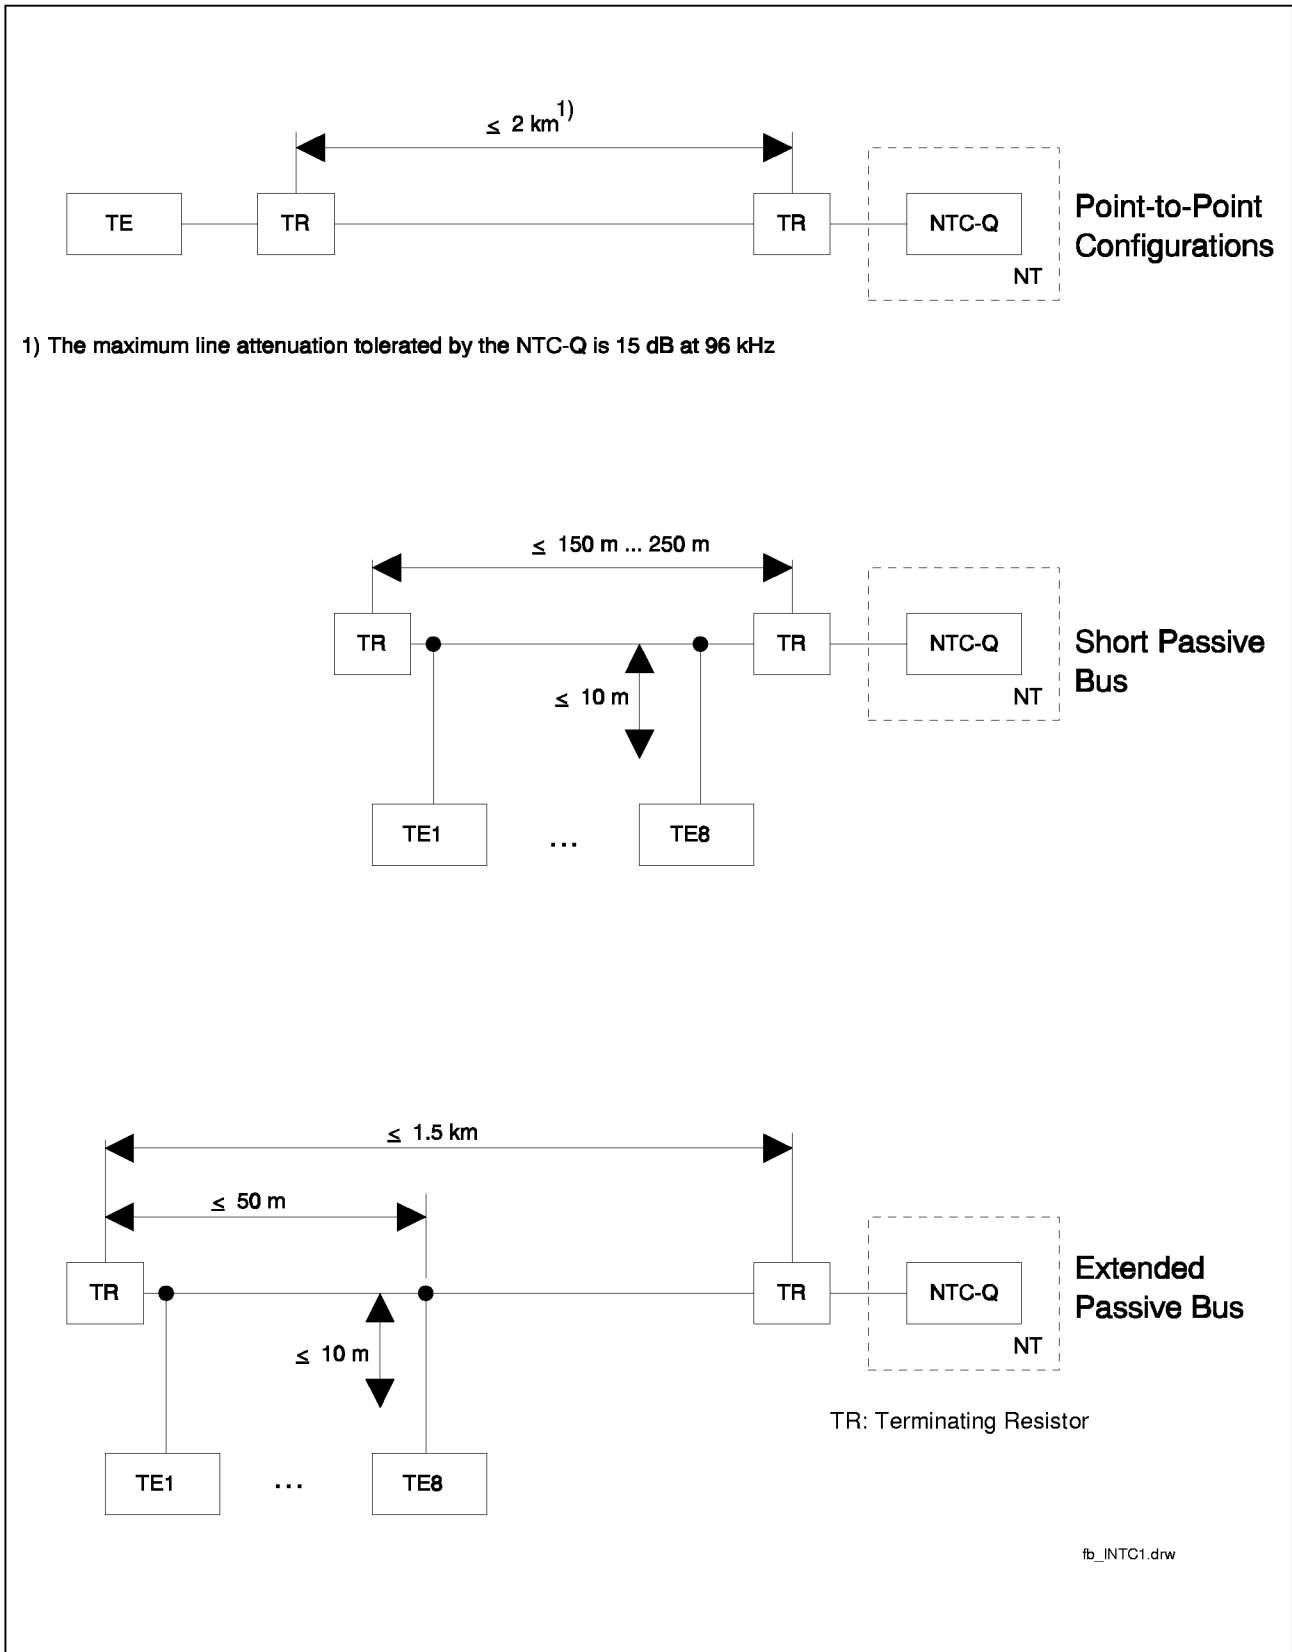 ≤ 2 km1)
TE
TR
TR
NTC-Q
NT
Point-to-Point
Configurations
1) The maximum line attenuation tolerated by the NTC-Q is 15 dB at 96 kHz
≤ 150 m ... 250 m
TR
TR
NTC-Q
NT
Short Passive
Bus
≤ 10 m
TE1
...
TE8
≤ 1.5 km
≤ 50 m
TR
TR
NTC-Q
NT
Extended
Passive Bus
≤ 10 m
TR: Terminating Resistor
TE1
...
TE8
fb_INTC1.drw